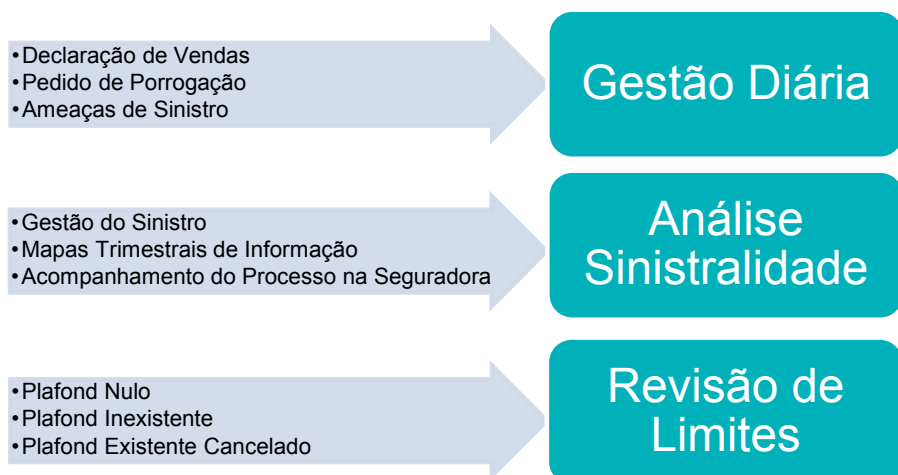 •Declaração de Vendas
•Pedido de Porrogação
•Ameaças de Sinistro
Gestão Diária
•Gestão do Sinistro
•Mapas Trimestrais de Informação
•Acompanhamento do Processo na Seguradora
Análise
Sinistralidade
•Plafond Nulo
•Plafond Inexistente
•Plafond Existente Cancelado
Revisão de
Limites